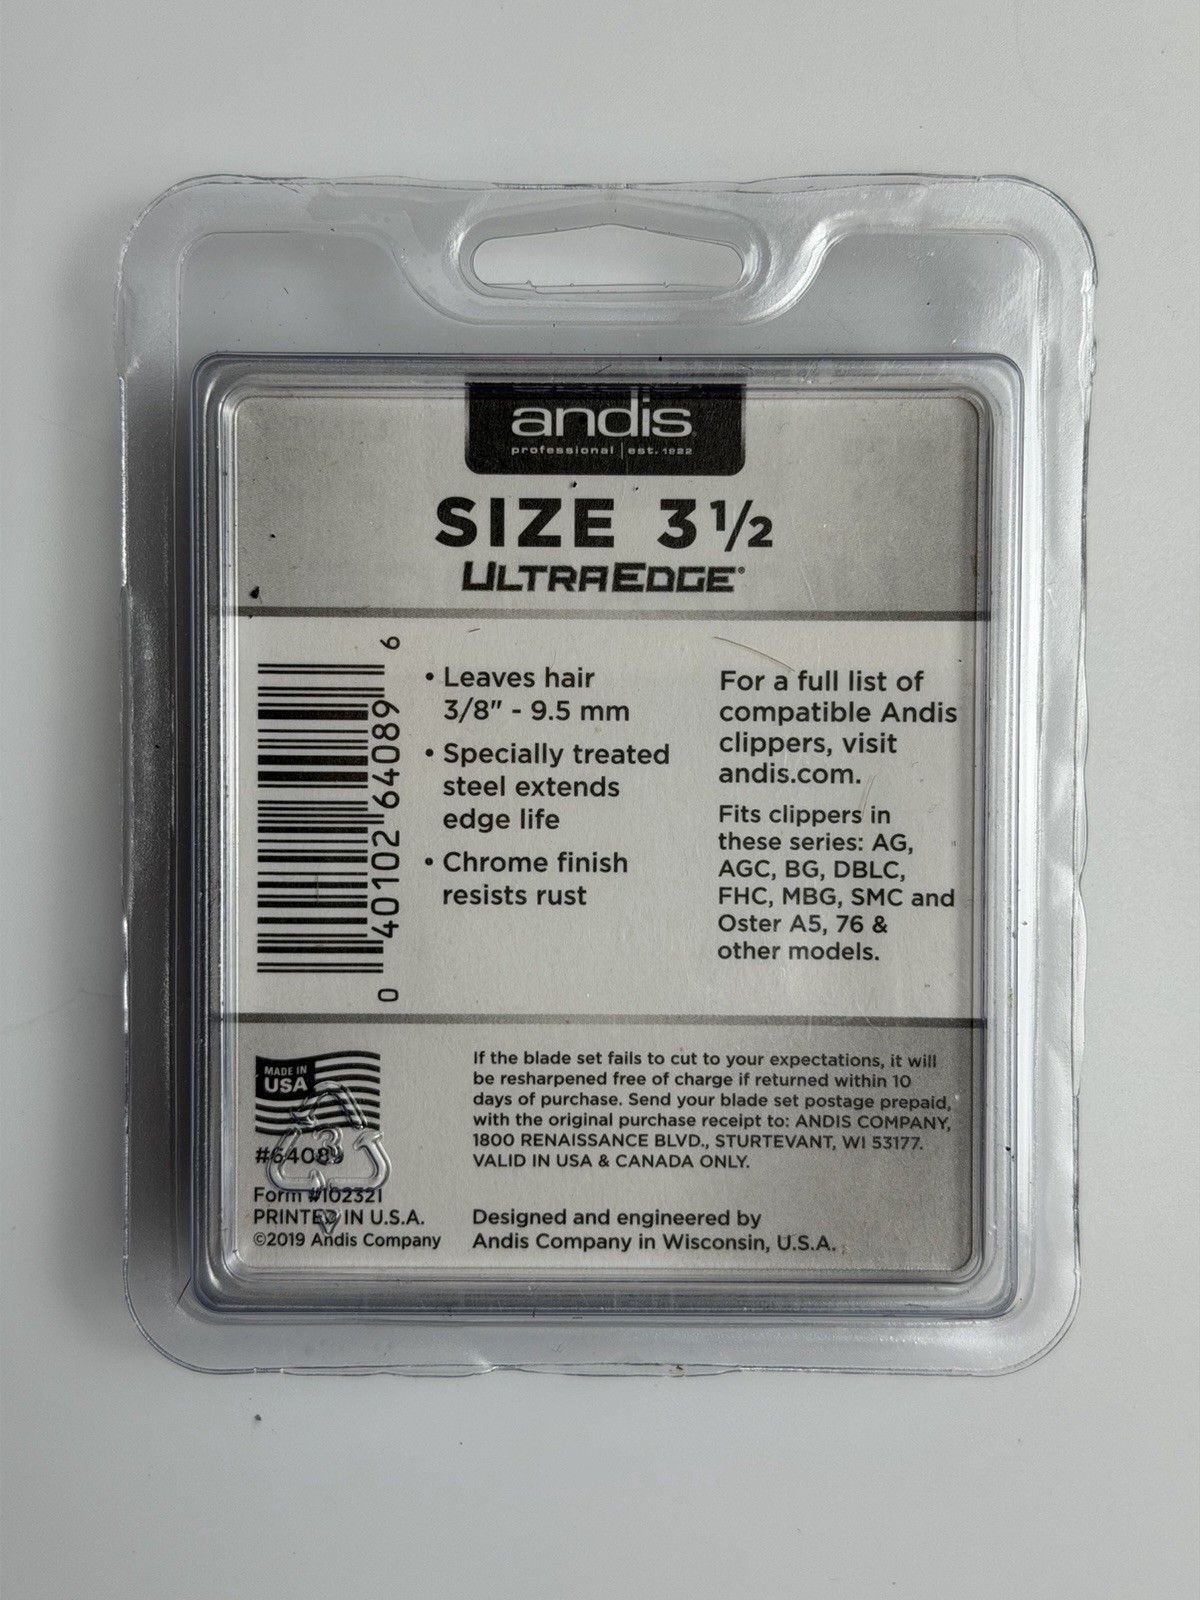 andis
professional | est. 1922
SIZE 3 1/2
ULTRAEDGE®
0 40102 64089 6
• Leaves hair
3/8" - 9.5 mm
• Specially treated
steel extends
edge life
• Chrome finish
resists rust
For a full list of
compatible Andis
clippers, visit
andis.com.
Fits clippers in
these series: AG,
AGC, BG, DBLC,
FHC, MBG, SMC and
Oster A5, 76 &
other models.
MADE IN
USA
3
#64089
Form #102321
PRINTED IN U.S.A.
©2019 Andis Company
If the blade set fails to cut to your expectations, it will
be resharpened free of charge if returned within 10
days of purchase. Send your blade set postage prepaid,
with the original purchase receipt to: ANDIS COMPANY,
1800 RENAISSANCE BLVD., STURTEVANT, WI 53177.
VALID IN USA & CANADA ONLY.
Designed and engineered by
Andis Company in Wisconsin, U.S.A.